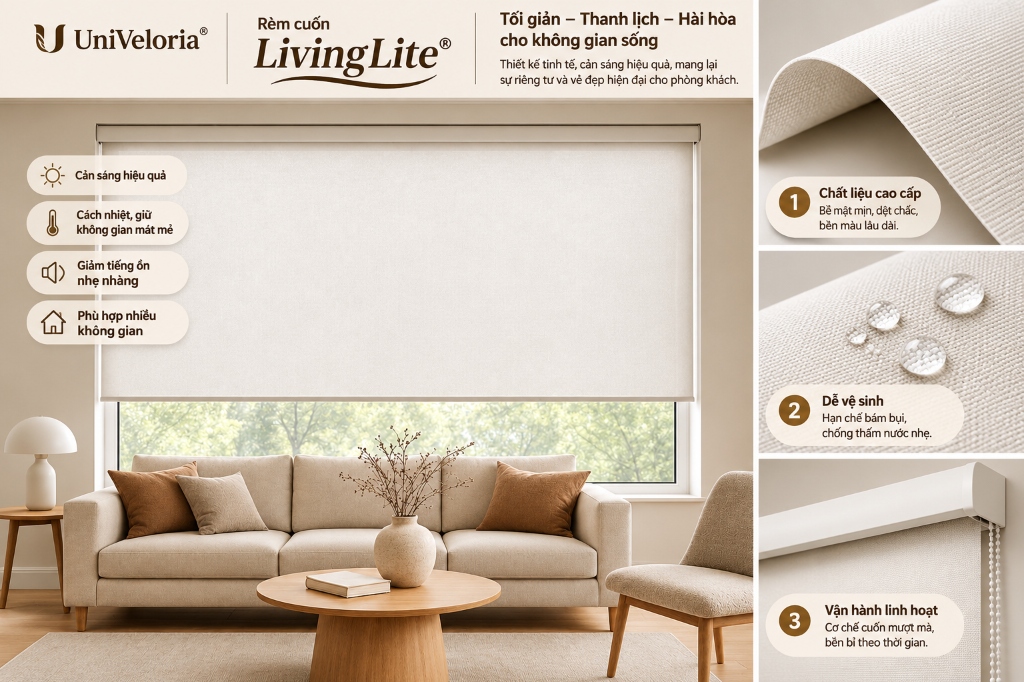 UniVeloria®
Rèm cuốn
LivingLite®
Tối giản – Thanh lịch – Hài hòa
cho không gian sống
Thiết kế tinh tế, cản sáng hiệu quả, mang lại
sự riêng tư và vẻ đẹp hiện đại cho phòng khách.
Cản sáng hiệu quả
Cách nhiệt, giữ
không gian mát mẻ
Giảm tiếng ồn
nhẹ nhàng
Phù hợp nhiều
không gian
1
Chất liệu cao cấp
Bề mặt mịn, dệt chắc,
bền màu lâu dài.
2
Dễ vệ sinh
Hạn chế bám bụi,
chống thấm nước nhẹ.
3
Vận hành linh hoạt
Cơ chế cuốn mượt mà,
bền bỉ theo thời gian.